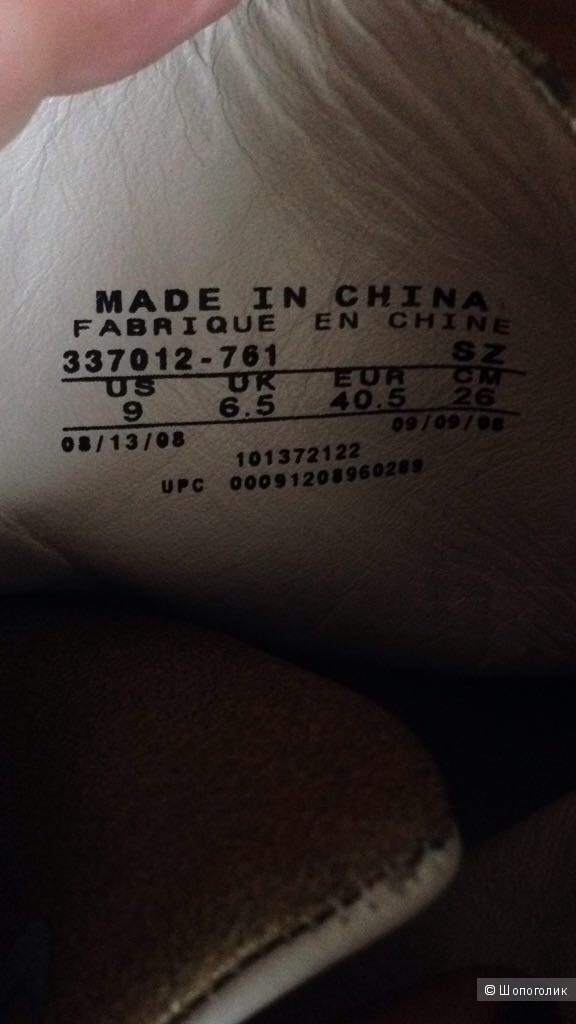 MADE IN CHINA
FABRIQUE EN CHINE
337012-761 SZ
US UK EUR CM
9 6.5 40.5 26
08/13/08 09/09/08
101372122
UPC 00091208960289
© Шопоголик